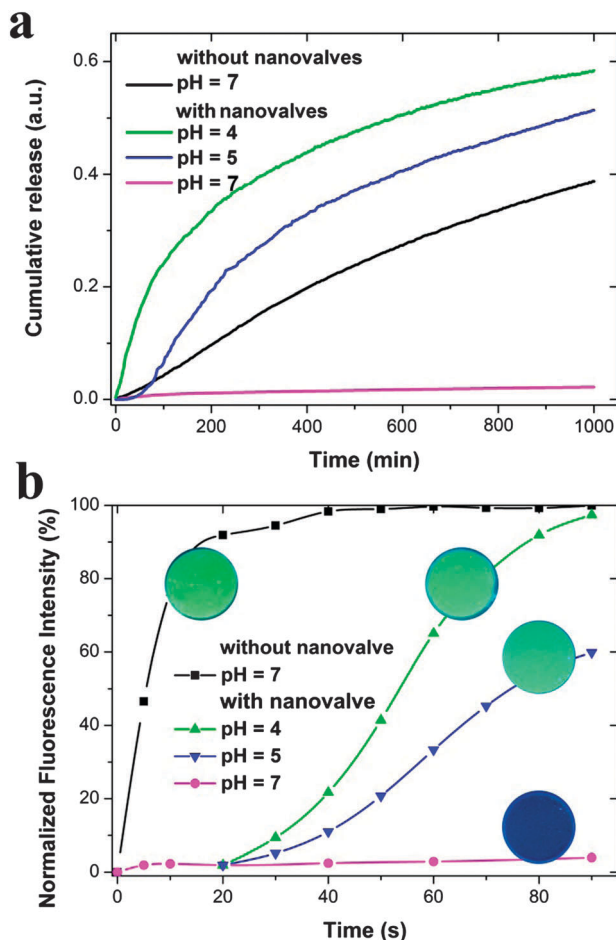 a
0.6
0.4
0.2
0.0
Cumulative release (a.u.)
without nanovalves
pH = 7
with nanovalves
pH = 4
pH = 5
pH = 7
0 200 400 600 800 1000
Time (min)
b
100
80
60
40
20
0
Normalized Fluorescence Intensity (%)
without nanovalve
pH = 7
with nanovalve
pH = 4
pH = 5
pH = 7
0 20 40 60 80
Time (s)